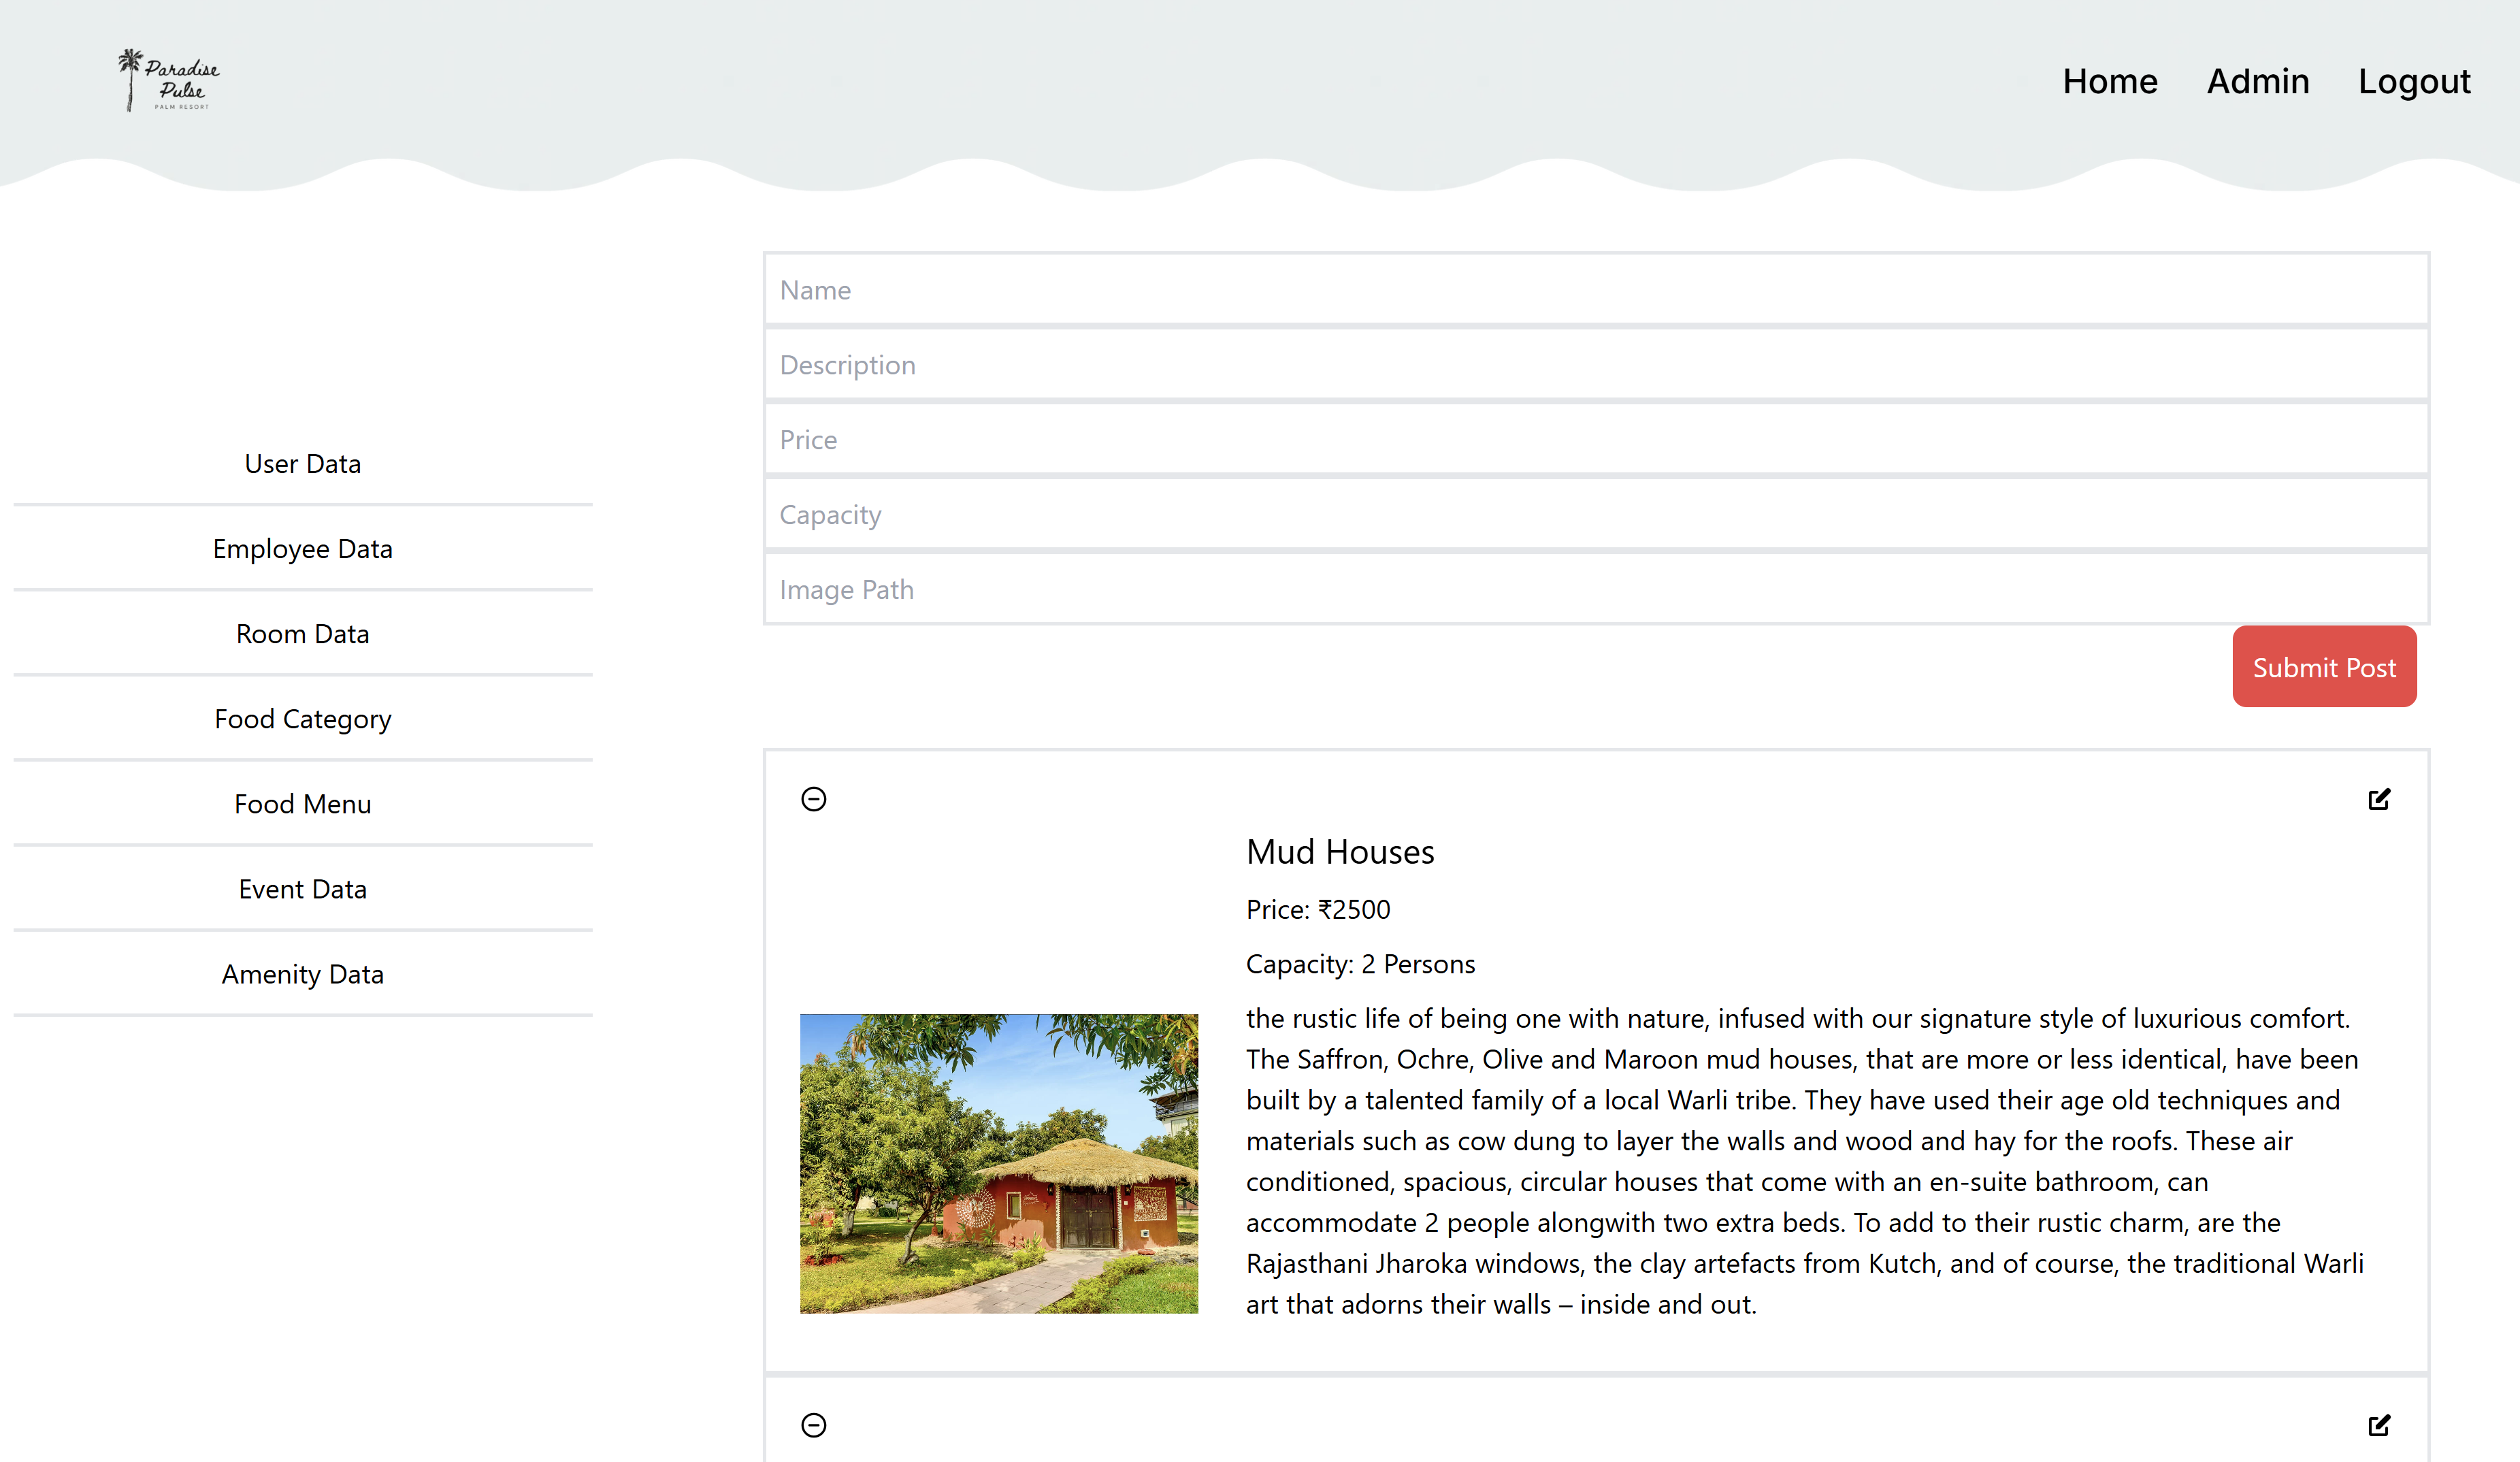 Paradise
Pulse
PALM RESORT
Home
Admin
Logout
User Data
Employee Data
Room Data
Food Category
Food Menu
Event Data
Amenity Data
Name
Description
Price
Capacity
Image Path
Submit Post
Mud Houses
Price: ₹2500
Capacity: 2 Persons
the rustic life of being one with nature, infused with our signature style of luxurious comfort.
The Saffron, Ochre, Olive and Maroon mud houses, that are more or less identical, have been
built by a talented family of a local Warli tribe. They have used their age old techniques and
materials such as cow dung to layer the walls and wood and hay for the roofs. These air
conditioned, spacious, circular houses that come with an en-suite bathroom, can
accommodate 2 people alongwith two extra beds. To add to their rustic charm, are the
Rajasthani Jharoka windows, the clay artefacts from Kutch, and of course, the traditional Warli
art that adorns their walls – inside and out.